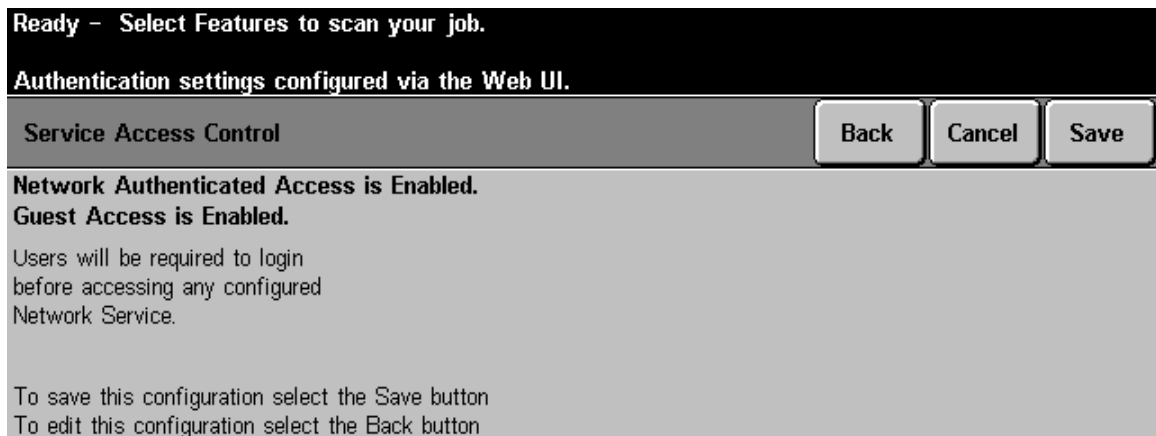 Ready – Select Features to scan your job.
Authentication settings configured via the Web UI.
Service Access Control
Back
Cancel
Save
Network Authenticated Access is Enabled.
Guest Access is Enabled.
Users will be required to login
before accessing any configured
Network Service.
To save this configuration select the Save button
To edit this configuration select the Back button